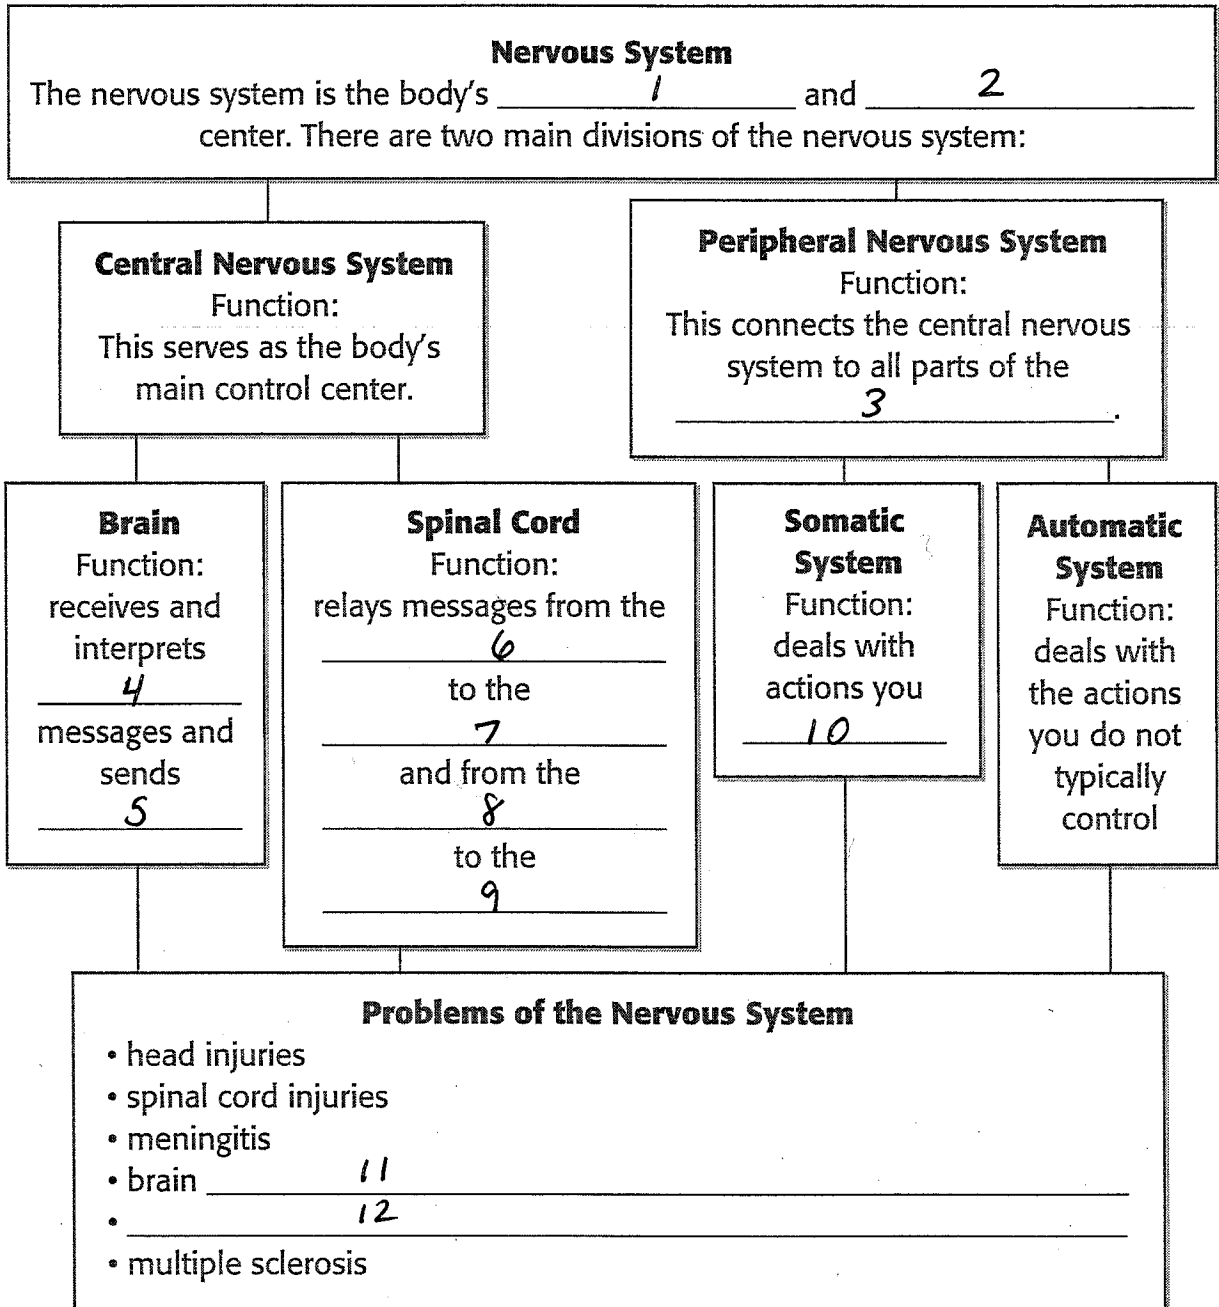 Nervous System
The nervous system is the body's 1 and 2
center. There are two main divisions of the nervous system:
Central Nervous System
Function:
This serves as the body's
main control center.
Peripheral Nervous System
Function:
This connects the central nervous
system to all parts of the
3.
Brain
Function:
receives and
interprets
4
messages and
sends
5
Spinal Cord
Function:
relays messages from the
6
to the
7
and from the
8
to the
9
Somatic
System
Function:
deals with
actions you
10
Automatic
System
Function:
deals with
the actions
you do not
typically
control
Problems of the Nervous System
• head injuries
• spinal cord injuries
• meningitis
• brain 11
• 12
• multiple sclerosis